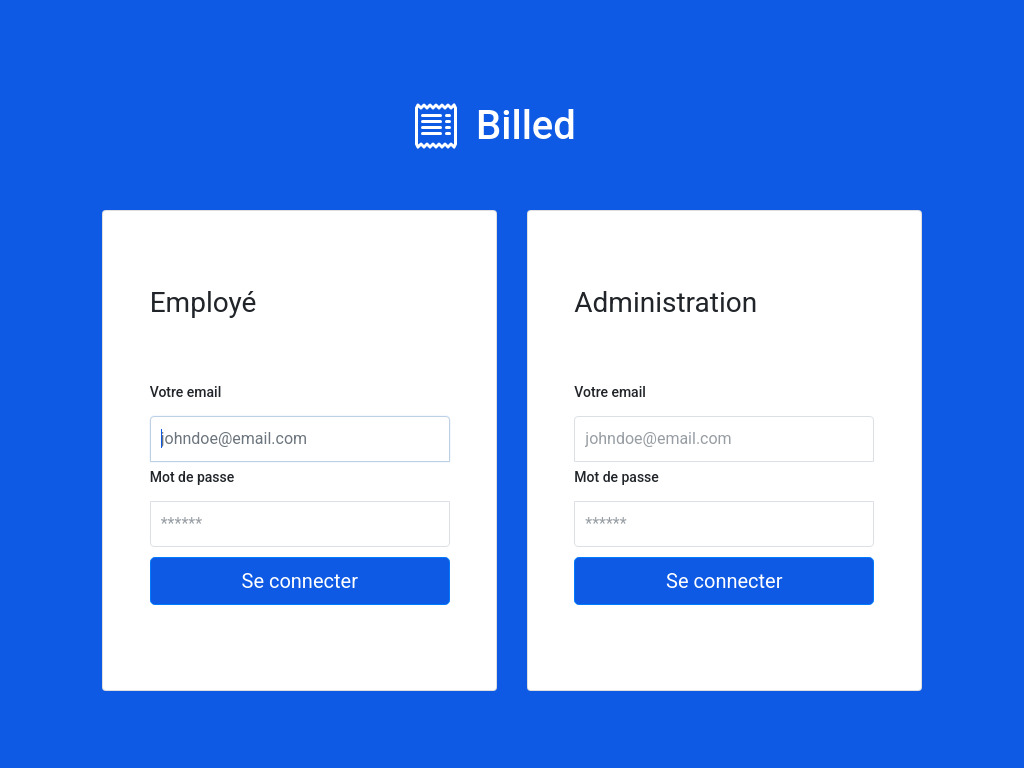 Billed
Employé
Votre email
johndoe@email.com
Mot de passe
******
Se connecter
Administration
Votre email
johndoe@email.com
Mot de passe
******
Se connecter